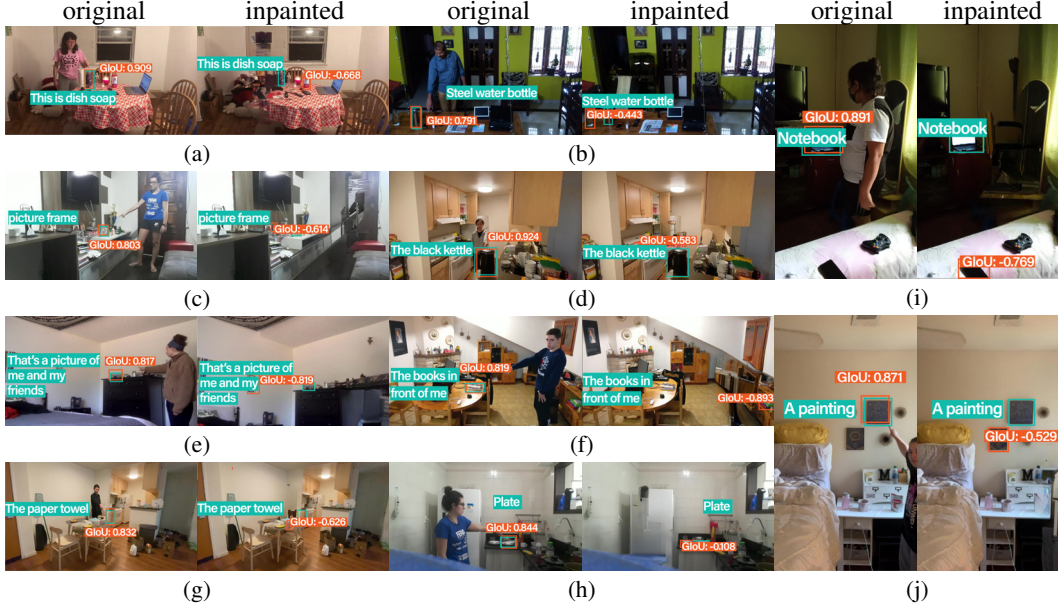 original
inpainted
original
inpainted
original
inpainted
GIoU: 0.909
This is dish soap
This is dish soap
GIoU: -0.668
Steel water bottle
GIoU: 0.791
Steel water bottle
GIoU: -0.443
(a)
(b)
picture frame
GIoU: 0.803
picture frame
GIoU: -0.614
GIoU: 0.924
The black kettle
GIoU: -0.583
The black kettle
(c)
(d)
GIoU: 0.891
Notebook
Notebook
GIoU: -0.769
(i)
That's a picture of
me and my
friends
GIoU: 0.817
That's a picture of
me and my
friends
GIoU: -0.819
GIoU: 0.819
The books in
front of me
The books in
front of me
GIoU: -0.893
(e)
(f)
The paper towel
GIoU: 0.832
The paper towel
GIoU: -0.626
Plate
GIoU: 0.844
Plate
GIoU: -0.108
(g)
(h)
GIoU: 0.871
A painting
A painting
GIoU: -0.529
(j)